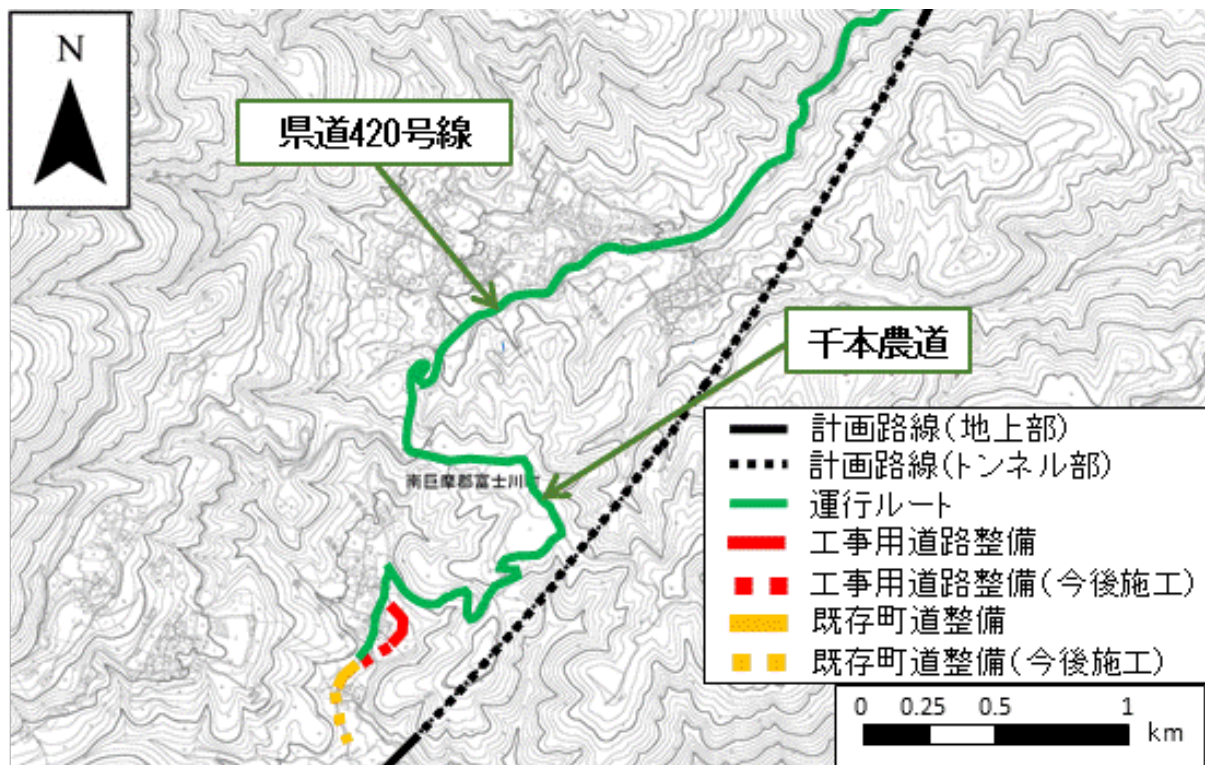 N
県道420号線
千本農道
南巨摩郡富士川町
計画路線(地上部)
計画路線(トンネル部)
運行ルート
工事用道路整備
工事用道路整備(今後施工)
既存町道整備
既存町道整備(今後施工)
0 0.25 0.5 1
km